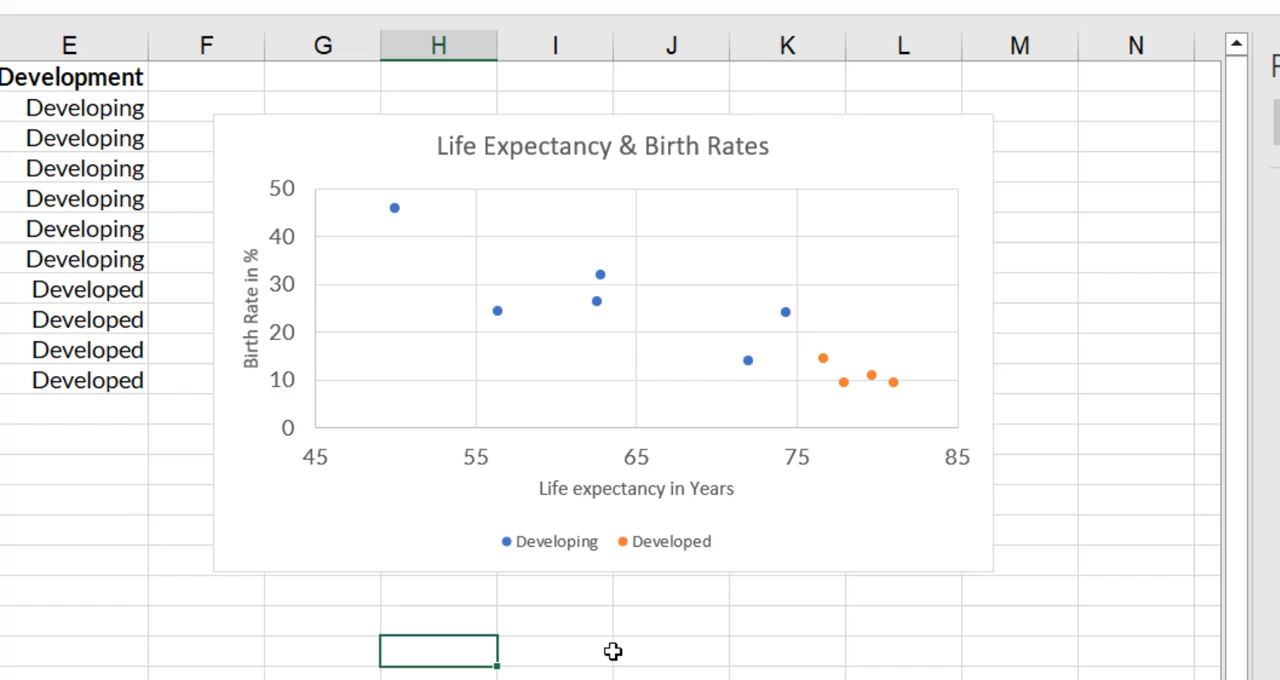 E F G H I J K L M N
Development
Developing
Developing
Developing
Developing
Developing
Developing
Developed
Developed
Developed
Developed
Life Expectancy & Birth Rates
Birth Rate in %
50
40
30
20
10
0
45 55 65 75 85
Life expectancy in Years
Developing Developed